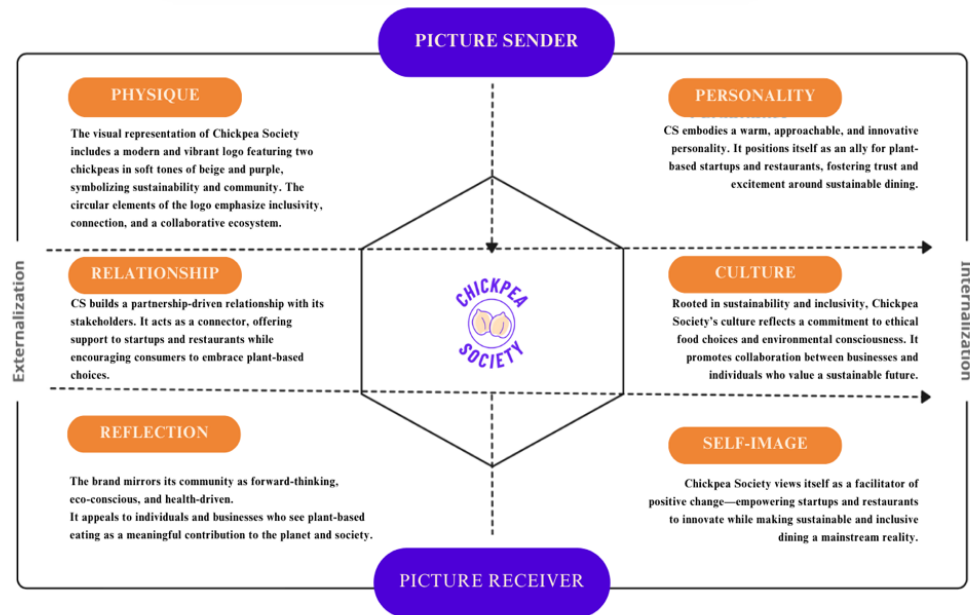 PICTURE SENDER
PHYSIQUE
The visual representation of Chickpea Society
includes a modern and vibrant logo featuring two
chickpeas in soft tones of beige and purple,
symbolizing sustainability and community. The
circular elements of the logo emphasize inclusivity,
connection, and a collaborative ecosystem.
PERSONALITY
CS embodies a warm, approachable, and innovative
personality. It positions itself as an ally for plant-
based startups and restaurants, fostering trust and
excitement around sustainable dining.
Externalization
RELATIONSHIP
CS builds a partnership-driven relationship with its
stakeholders. It acts as a connector, offering
support to startups and restaurants while
encouraging consumers to embrace plant-based
choices.
CHICKPEA
SOCIETY
CULTURE
Rooted in sustainability and inclusivity, Chickpea
Society's culture reflects a commitment to ethical
food choices and environmental consciousness. It
promotes collaboration between businesses and
individuals who value a sustainable future.
Internalization
REFLECTION
The brand mirrors its community as forward-thinking,
eco-conscious, and health-driven.
It appeals to individuals and businesses who see plant-based
eating as a meaningful contribution to the planet and society.
SELF-IMAGE
Chickpea Society views itself as a facilitator of
positive change—empowering startups and restaurants
to innovate while making sustainable and inclusive
dining a mainstream reality.
PICTURE RECEIVER